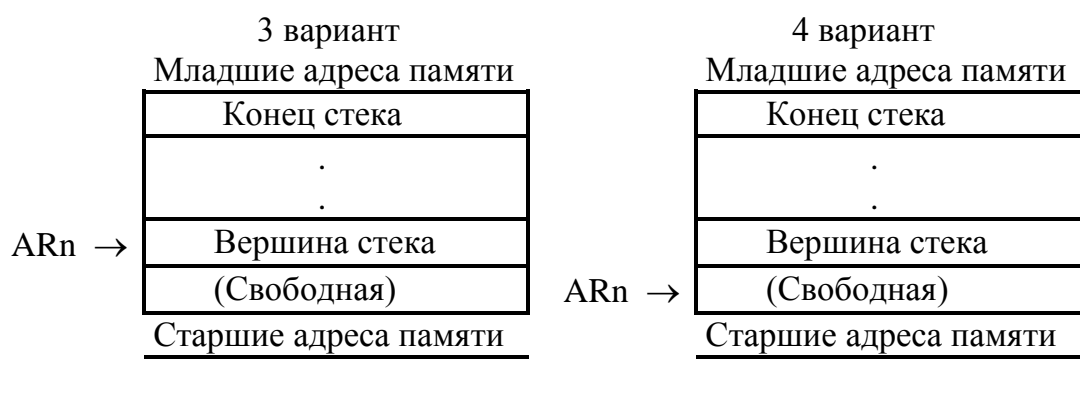 3 вариант
Младшие адреса памяти
Конец стека
.
.
ARn → Вершина стека
(Свободная)
Старшие адреса памяти
4 вариант
Младшие адреса памяти
Конец стека
.
.
Вершина стека
ARn → (Свободная)
Старшие адреса памяти